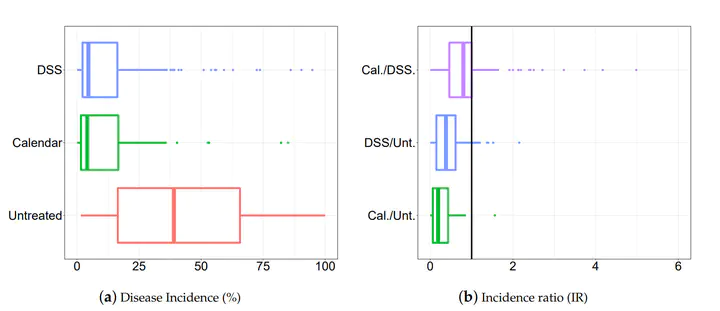 DSS
Calendar
Untreated
0 25 50 75 100
(a) Disease Incidence (%)
Cal./DSS.
DSS/Unt.
Cal./Unt.
0 2 4 6
(b) Incidence ratio (IR)